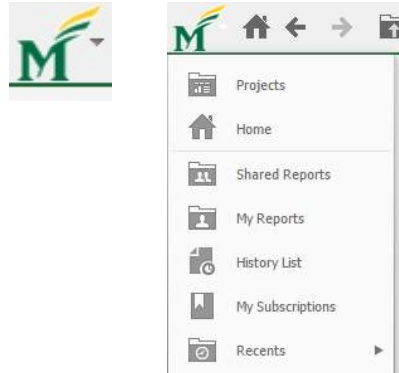 M
M
Projects
Home
Shared Reports
My Reports
History List
My Subscriptions
Recents